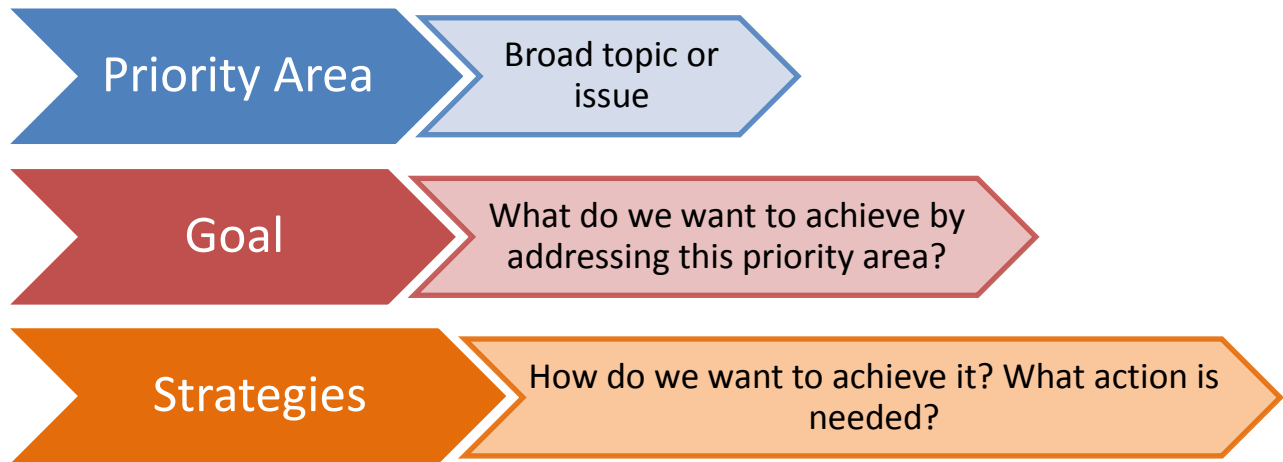 Priority Area
Broad topic or
issue
Goal
What do we want to achieve by
addressing this priority area?
Strategies
How do we want to achieve it? What action is
needed?